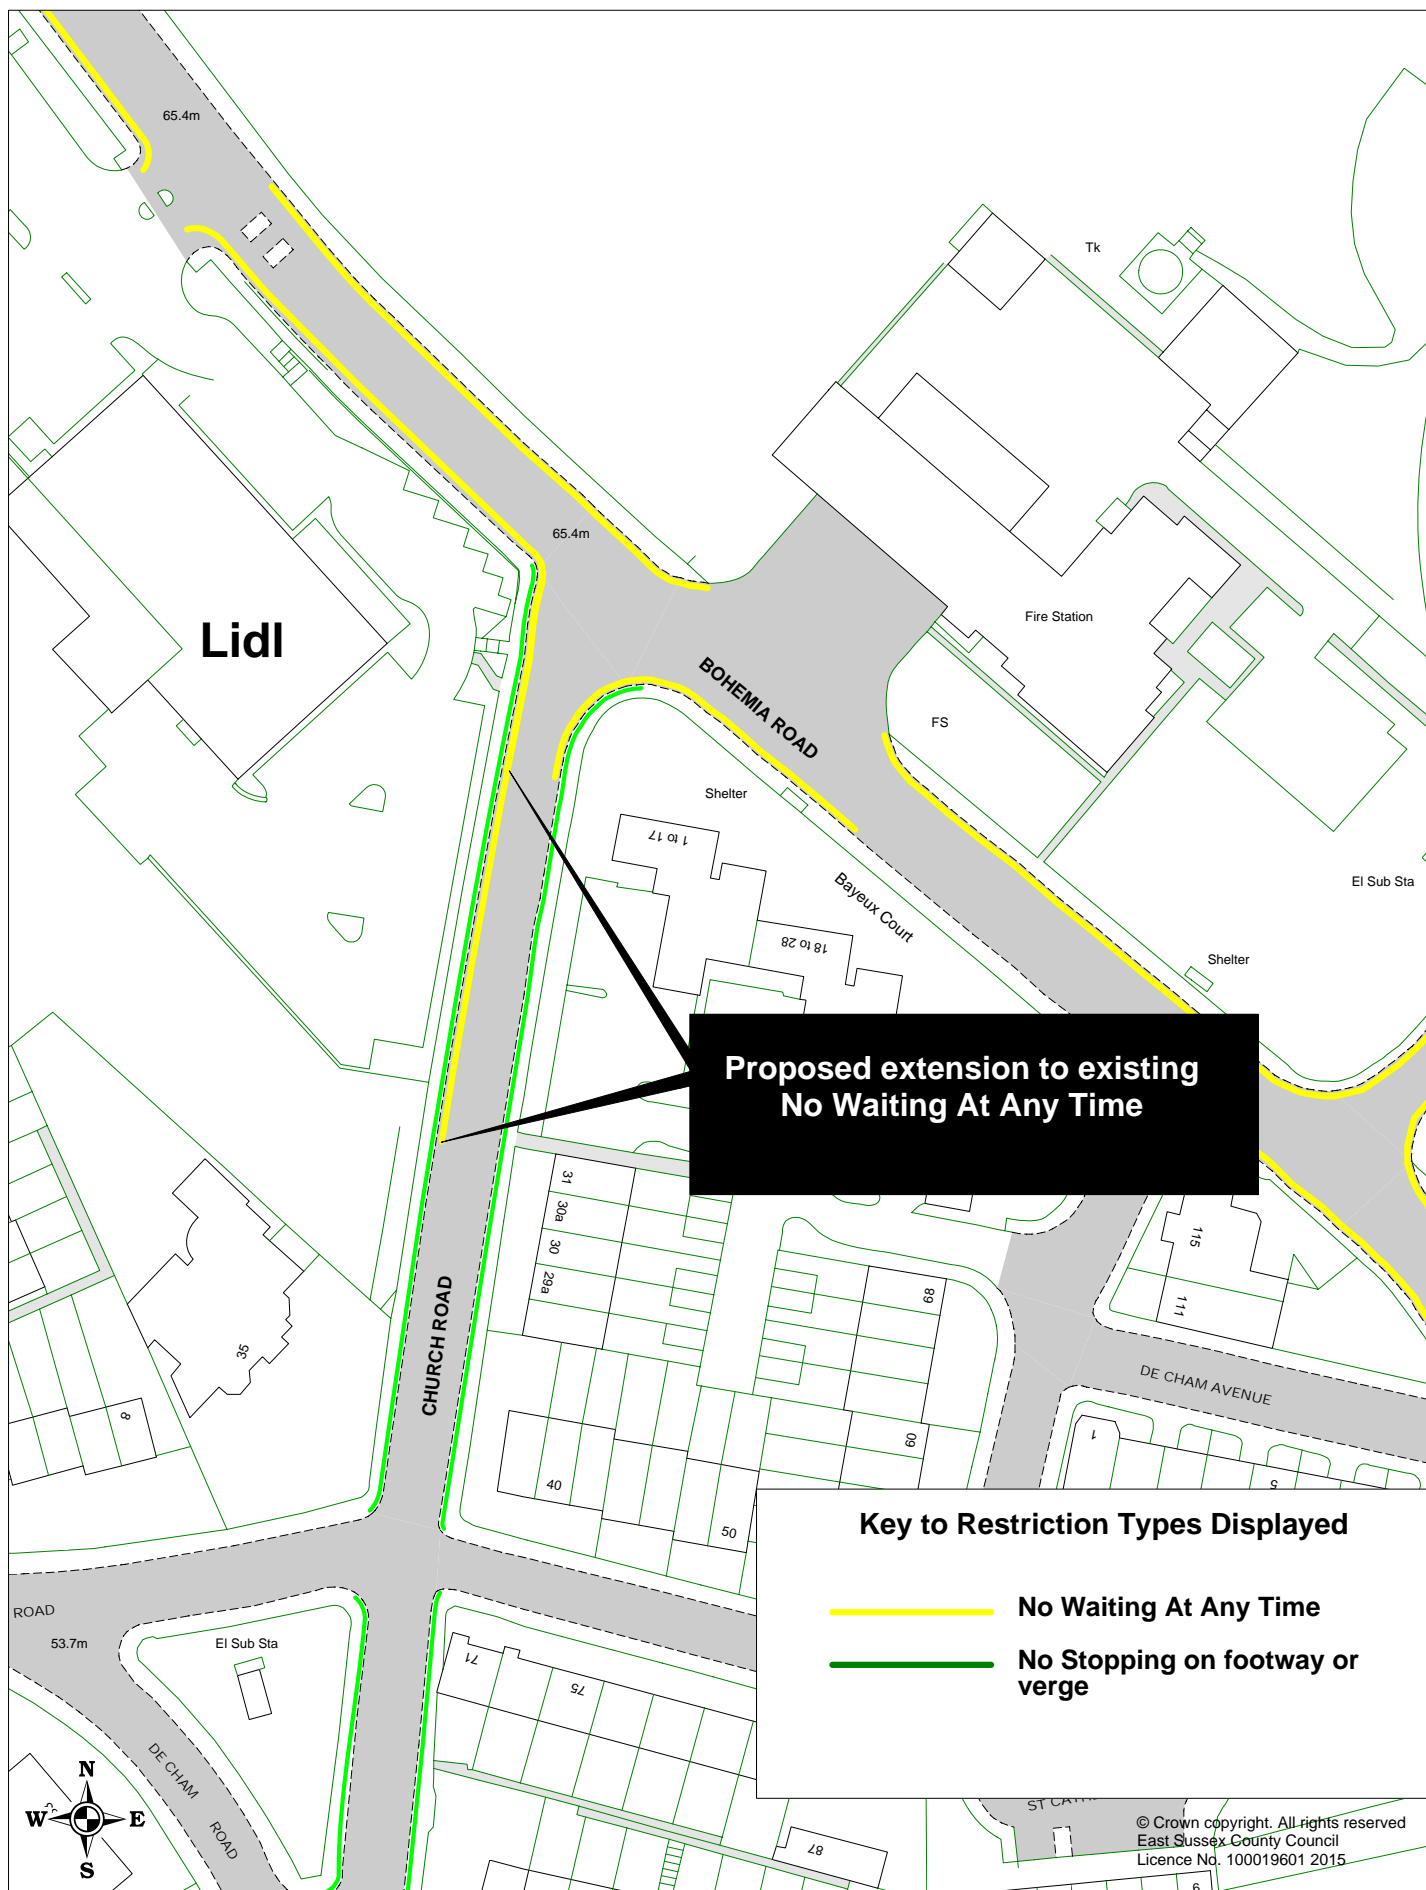 65.4m
Tk
65.4m
Lidl
Fire Station
BOHEMIA ROAD
FS
Shelter
1 to 17
El Sub Sta
Bayeux Court
18 to 28
Shelter
Proposed extension to existing
No Waiting At Any Time
31
30a
30
29a
115
111
89
CHURCH ROAD
35
DE CHAM AVENUE
8
1
60
40
50
5
Key to Restriction Types Displayed
No Waiting At Any Time
No Stopping on footway or
verge
ROAD
53.7m
El Sub Sta
71
75
DE CHAM
ROAD
N
W
E
S
87
© Crown copyright. All rights reserved
East Sussex County Council
Licence No. 100019601 2015